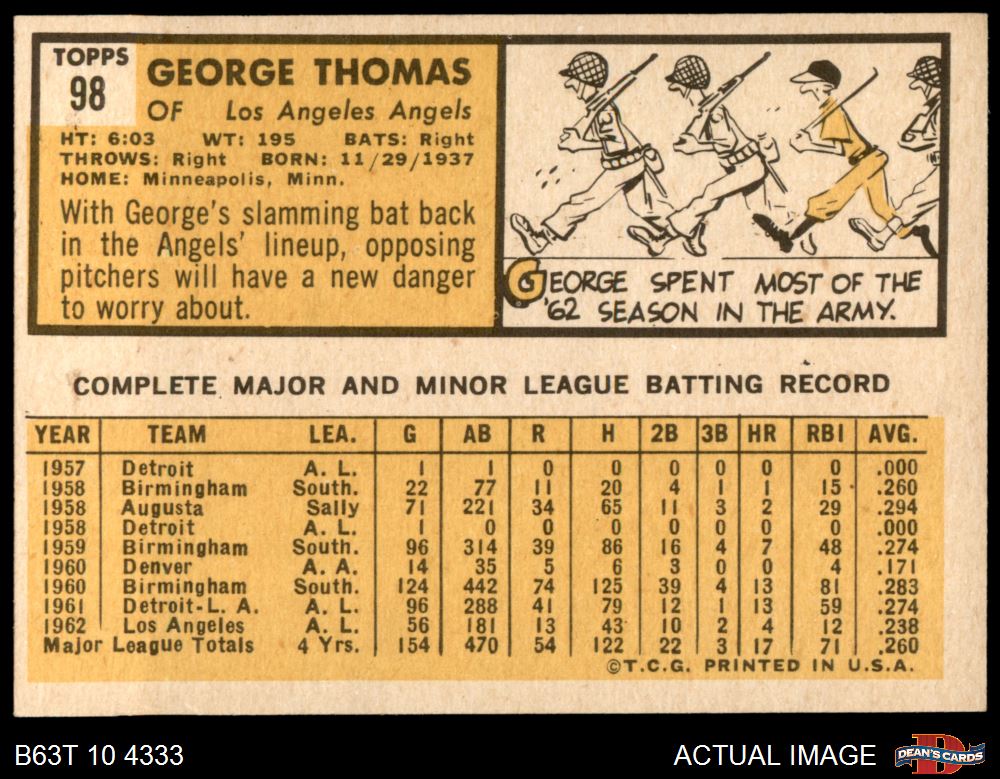 TOPPS
98
GEORGE THOMAS
OF Los Angeles Angels
HT: 6:03 WT: 195 BATS: Right
THROWS: Right BORN: 11/29/1937
HOME: Minneapolis, Minn.
With George's slamming bat back
in the Angels' lineup, opposing
pitchers will have a new danger
to worry about.
GEORGE SPENT MOST OF THE
'62 SEASON IN THE ARMY.
COMPLETE MAJOR AND MINOR LEAGUE BATTING RECORD
YEAR TEAM LEA. G AB R H 2B 3B HR RBI AVG.
1957 Detroit A. L. 1 1 0 0 0 0 0 0 .000
1958 Birmingham South. 22 77 11 20 4 1 1 15 .260
1958 Augusta Sally 71 221 34 65 11 3 2 29 .294
1958 Detroit A. L. 1 0 0 0 0 0 0 0 .000
1959 Birmingham South. 96 314 39 86 16 4 7 48 .274
1960 Denver A. A. 14 35 5 6 3 0 0 4 .171
1960 Birmingham South. 124 442 74 125 39 4 13 81 .283
1961 Detroit-L. A. A. L. 96 288 41 79 12 1 13 59 .274
1962 Los Angeles A. L. 56 181 13 43 10 2 4 12 .238
Major League Totals 4 Yrs. 154 470 54 122 22 3 17 71 .260
©T.C.G. PRINTED IN U.S.A.
B63T 10 4333
ACTUAL IMAGE
DEAN'S CARDS